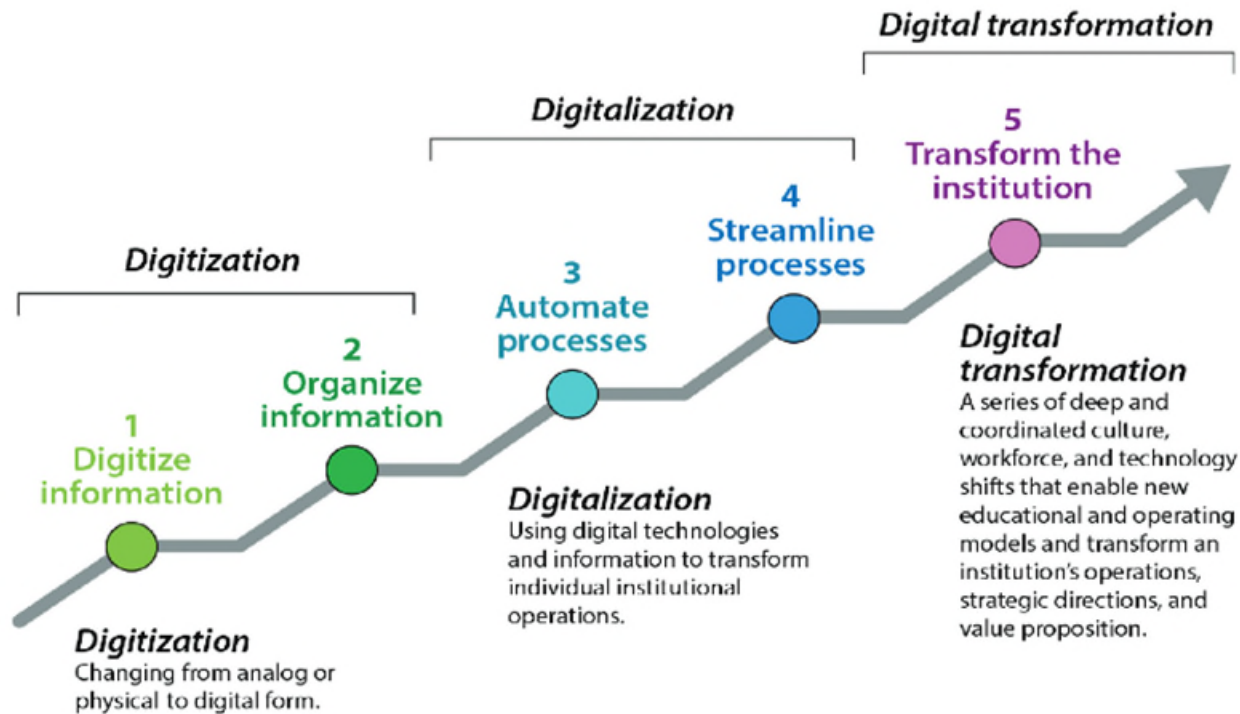 Digital transformation
Digitalization
Digitization
1
Digitize
information
2
Organize
information
3
Automate
processes
4
Streamline
processes
5
Transform the
institution
Digitization
Changing from analog or
physical to digital form.
Digitalization
Using digital technologies
and information to transform
individual institutional
operations.
Digital
transformation
A series of deep and
coordinated culture,
workforce, and technology
shifts that enable new
educational and operating
models and transform an
institution's operations,
strategic directions, and
value proposition.